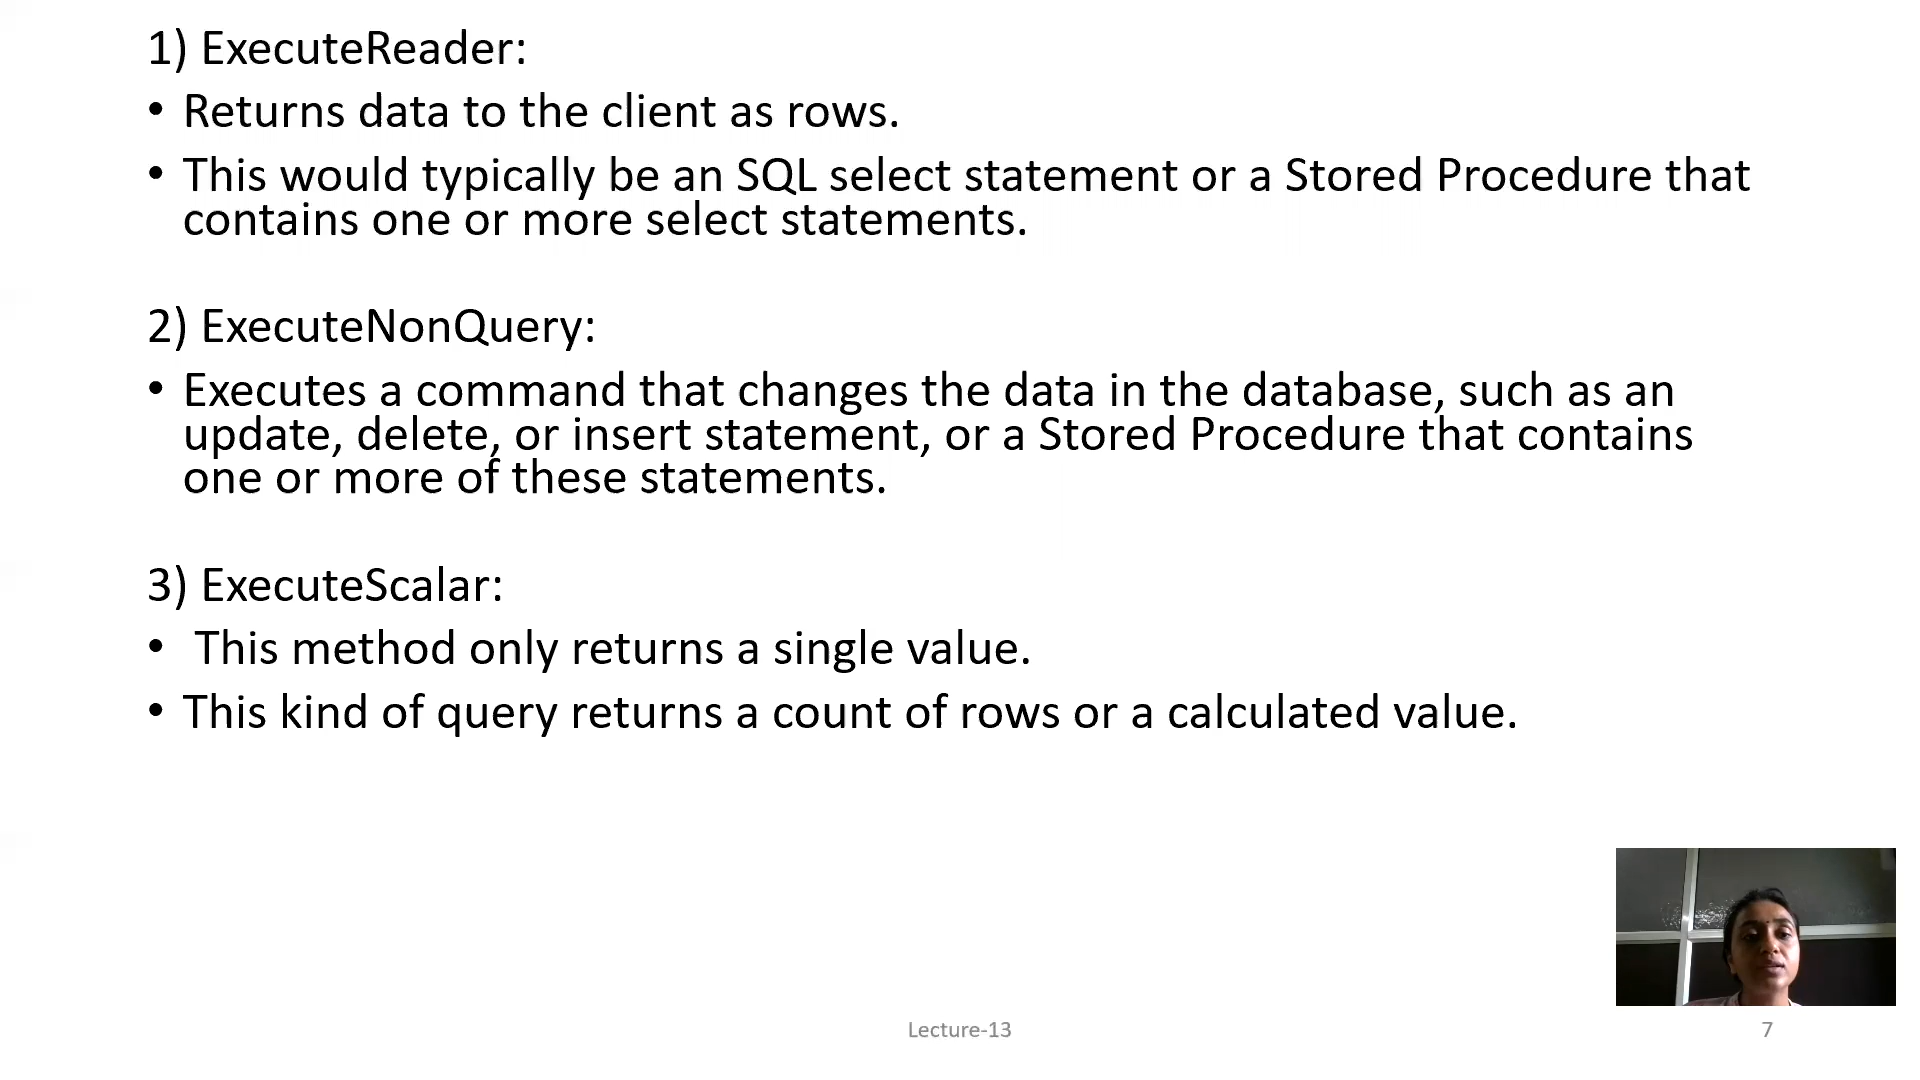 1) ExecuteReader:
• Returns data to the client as rows.
• This would typically be an SQL select statement or a Stored Procedure that
contains one or more select statements.
2) ExecuteNonQuery:
• Executes a command that changes the data in the database, such as an
update, delete, or insert statement, or a Stored Procedure that contains
one or more of these statements.
3) ExecuteScalar:
• This method only returns a single value.
• This kind of query returns a count of rows or a calculated value.
Lecture-13
7